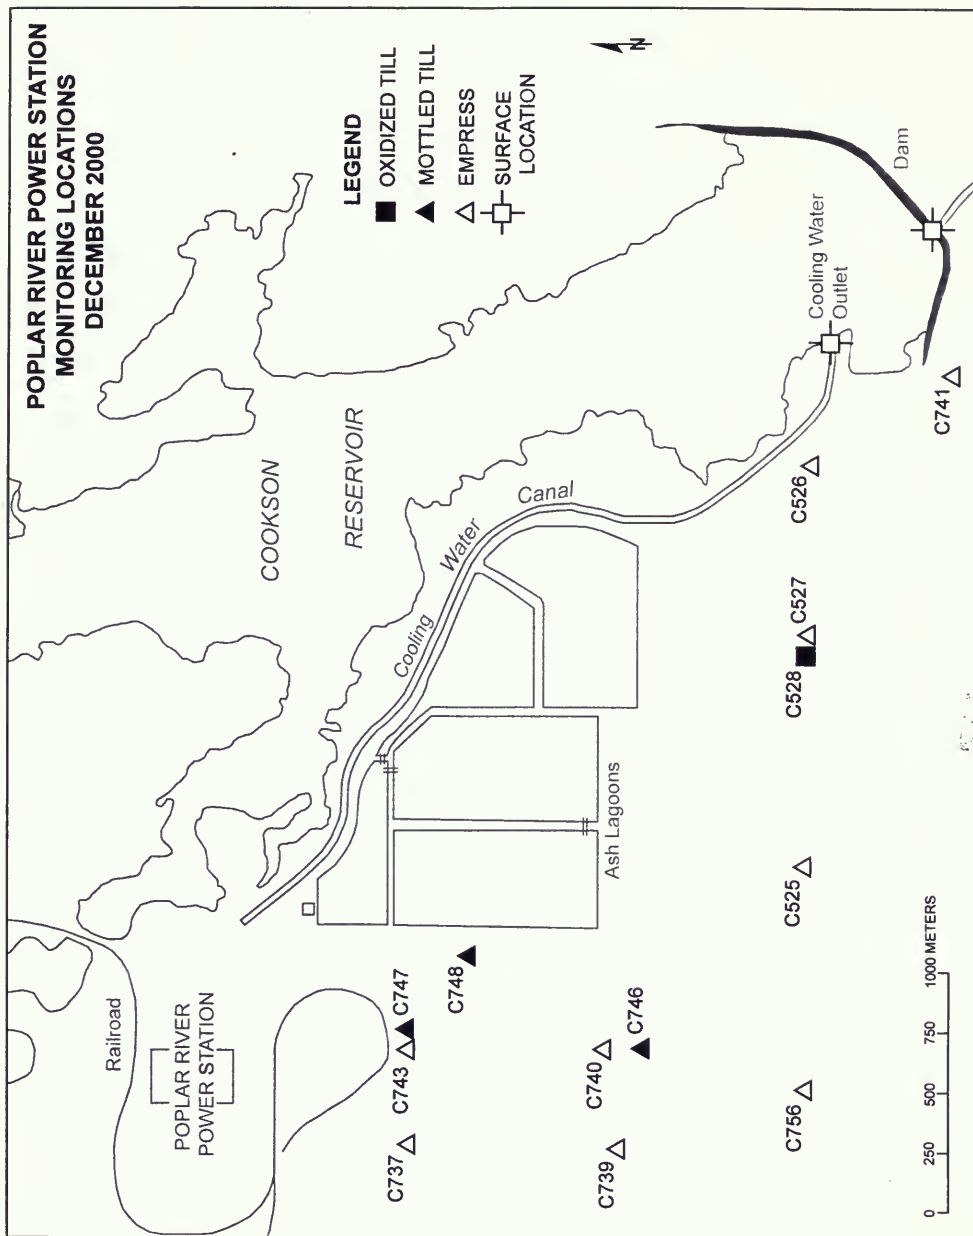 POPLAR RIVER POWER STATION
MONITORING LOCATIONS
DECEMBER 2000
LEGEND
OXIDIZED TILL
MOTTLED TILL
EMPRESS
SURFACE
LOCATION
N
COOKSON
RESERVOIR
Railroad
POPLAR RIVER
POWER STATION
Cooling Water Canal
Ash Lagoons
Cooling Water
Outlet
Dam
C737
C743
C747
C748
C739
C740
C746
C756
C525
C528
C527
C526
C741
0 250 500 750 1000 METERS